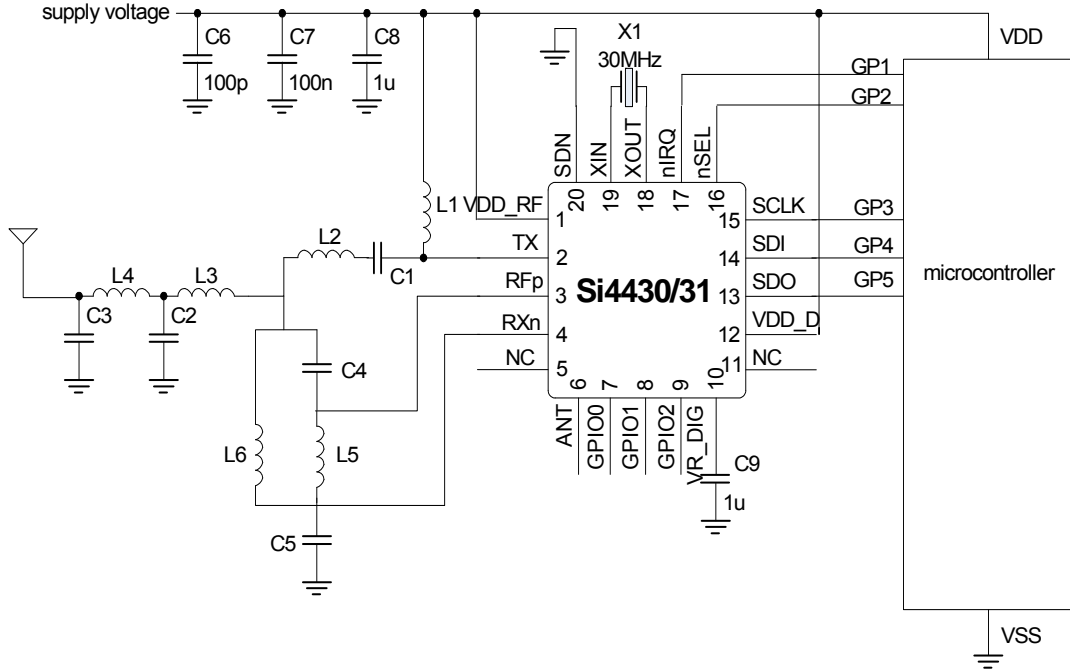 supply voltage
C6
100p
C7
100n
C8
1u
X1
30MHz
VDD
GP1
GP2
SDN
XIN
XOUT
nIRQ
nSEL
20
19
18
17
16
L1
VDD_RF
1
15
SCLK
GP3
L2
C1
TX
2
14
SDI
GP4
microcontroller
L4
L3
RFp
3
Si4430/31
13
SDO
GP5
C3
C2
RXn
4
12
VDD_D
C4
NC
5
11
NC
6
7
8
9
10
ANT
GPIO0
GPIO1
GPIO2
VR_DIG
C9
1u
L6
L5
C5
VSS